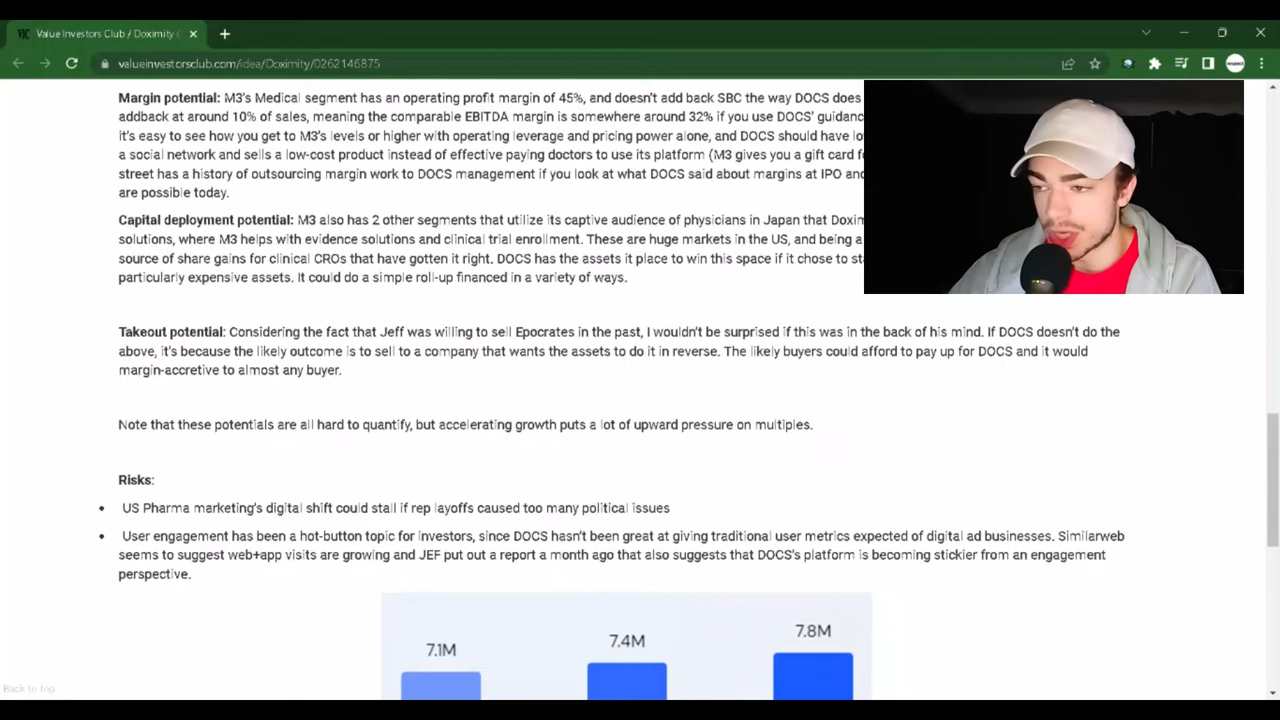 VIC Value Investors Club / Doximity (
valueinvestorsclub.com/idea/Doximity/0262146875
Margin potential: M3's Medical segment has an operating profit margin of 45%, and doesn't add back SBC the way DOCS does
addback at around 10% of sales, meaning the comparable EBITDA margin is somewhere around 32% if you use DOCS' guidanc
it's easy to see how you get to M3's levels or higher with operating leverage and pricing power alone, and DOCS should have lo
a social network and sells a low-cost product instead of effective paying doctors to use its platform (M3 gives you a gift card f
street has a history of outsourcing margin work to DOCS management if you look at what DOCS said about margins at IPO an
are possible today.
Capital deployment potential: M3 also has 2 other segments that utilize its captive audience of physicians in Japan that Doxim
solutions, where M3 helps with evidence solutions and clinical trial enrollment. These are huge markets in the US, and being a
source of share gains for clinical CROs that have gotten it right. DOCS has the assets it place to win this space if it chose to sta
particularly expensive assets. It could do a simple roll-up financed in a variety of ways.
Takeout potential: Considering the fact that Jeff was willing to sell Epocrates in the past, I wouldn't be surprised if this was in the back of his mind. If DOCS doesn't do the
above, it's because the likely outcome is to sell to a company that wants the assets to do it in reverse. The likely buyers could afford to pay up for DOCS and it would
margin-accretive to almost any buyer.
Note that these potentials are all hard to quantify, but accelerating growth puts a lot of upward pressure on multiples.
Risks:
• US Pharma marketing's digital shift could stall if rep layoffs caused too many political issues
• User engagement has been a hot-button topic for investors, since DOCS hasn't been great at giving traditional user metrics expected of digital ad businesses. Similarweb
seems to suggest web+app visits are growing and JEF put out a report a month ago that also suggests that DOCS's platform is becoming stickier from an engagement
perspective.
7.1M 7.4M 7.8M
Back to top